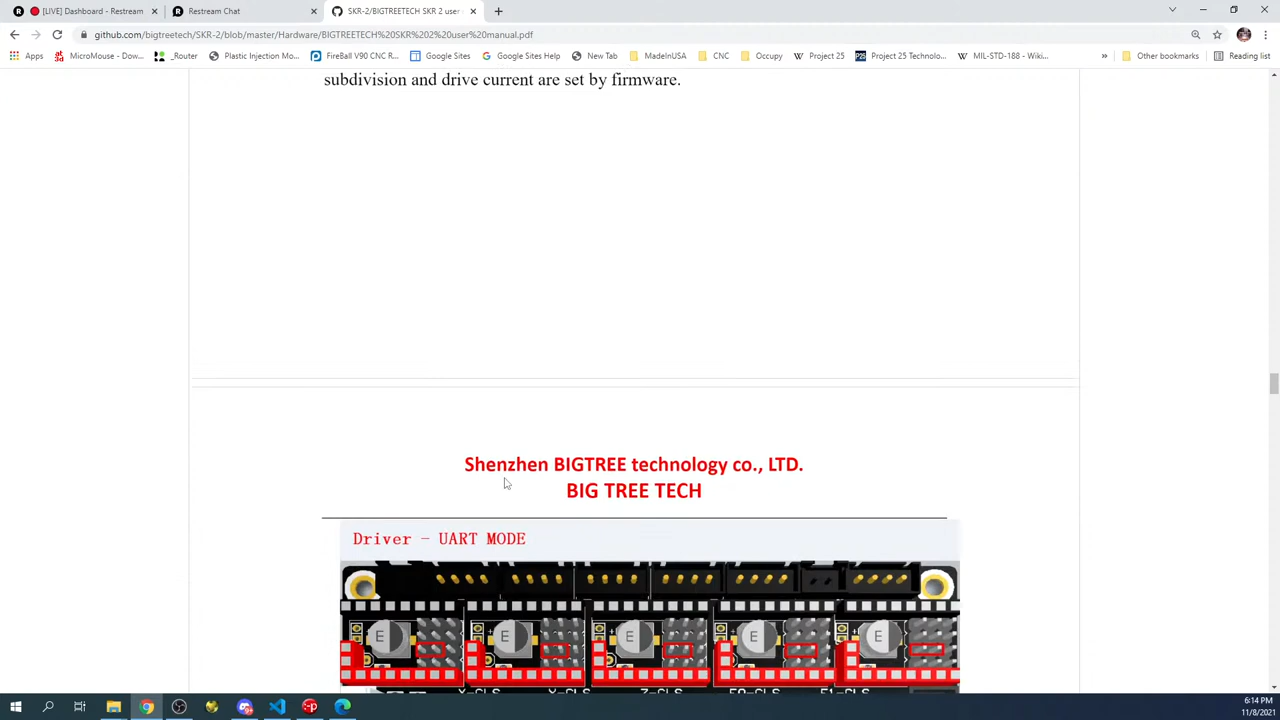 [LIVE] Dashboard - Restream
Restream Chat
SKR-2/BIGTREETECH SKR 2 user
github.com/bigtreetech/SKR-2/blob/master/Hardware/BIGTREETECH%20SKR%202%20user%20manual.pdf
Apps
MicroMouse - Dow...
_Router
Plastic Injection Mo...
FireBall V90 CNC R...
Google Sites
Google Sites Help
New Tab
MadeInUSA
CNC
Occupy
Project 25
Project 25 Technolo...
MIL-STD-188 - Wiki...
»
Other bookmarks
Reading list
subdivision and drive current are set by firmware.
Shenzhen BIGTREE technology co., LTD.
BIG TREE TECH
Driver - UART MODE
E E E E E
6:14 PM
11/8/2021